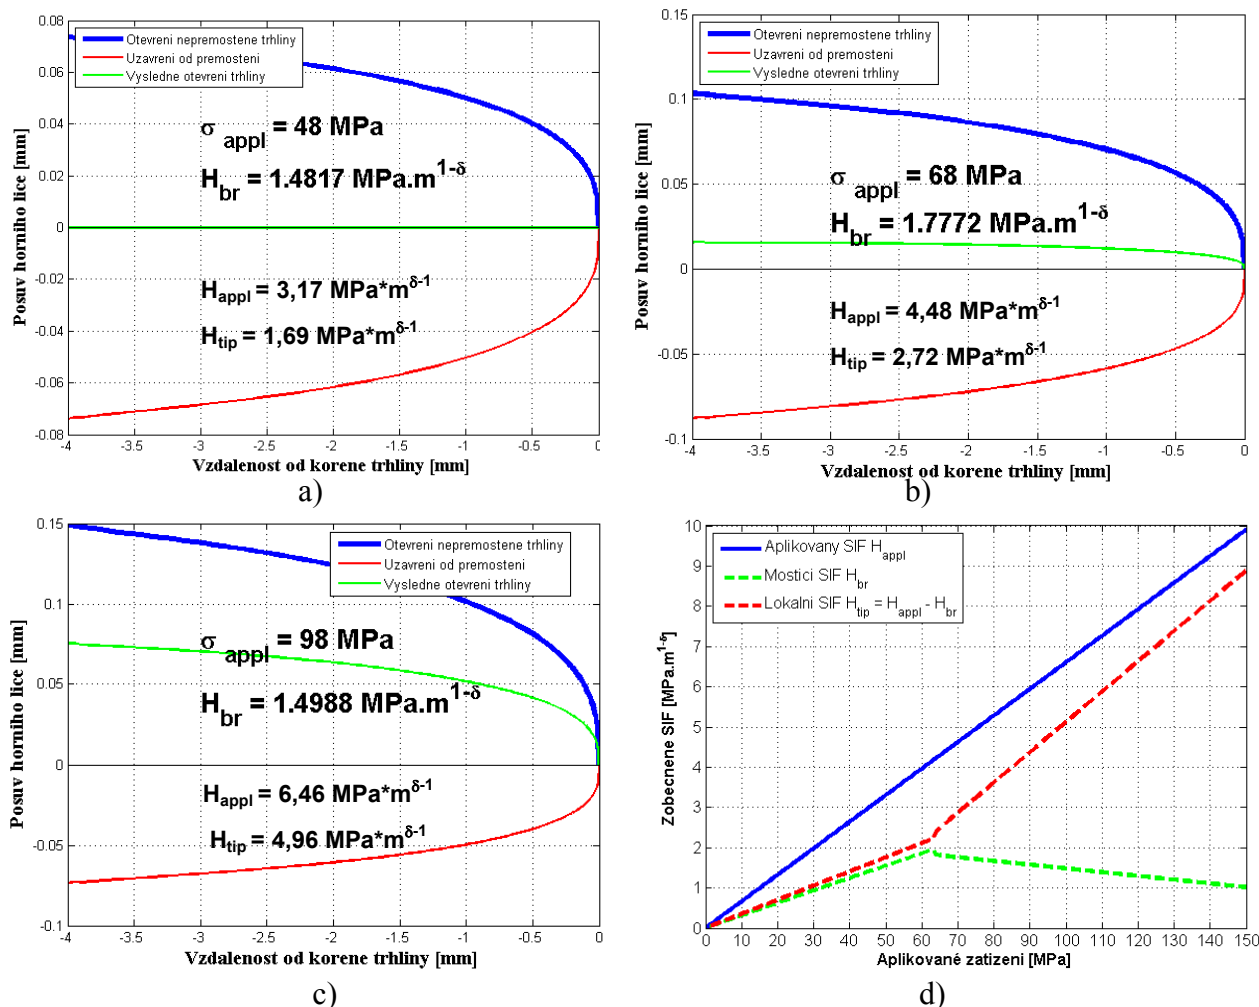 Otevreni nepremostene trhliny
Uzavreni od premosteni
Vysledne otevreni trhliny
Posuv horniho lice [mm]
0.08
0.06
0.04
0.02
0
-0.02
-0.04
-0.06
-0.08
σ appl = 48 MPa
H br = 1.4817 MPa.m 1-δ
H appl = 3,17 MPa*m δ-1
H tip = 1,69 MPa*m δ-1
-4 -3.5 -3 -2.5 -2 -1.5 -1 -0.5 0
Vzdalenost od korene trhliny [mm]
a)
Otevreni nepremostene trhliny
Uzavreni od premosteni
Vysledne otevreni trhliny
Posuv horniho lice [mm]
0.15
0.1
0.05
0
-0.05
-0.1
σ appl = 68 MPa
H br = 1.7772 MPa.m 1-δ
H appl = 4,48 MPa*m δ-1
H tip = 2,72 MPa*m δ-1
-4 -3.5 -3 -2.5 -2 -1.5 -1 -0.5 0
Vzdalenost od korene trhliny [mm]
b)
Otevreni nepremostene trhliny
Uzavreni od premosteni
Vysledne otevreni trhliny
Posuv horniho lice [mm]
0.15
0.1
0.05
0
-0.05
-0.1
σ appl = 98 MPa
H br = 1.4988 MPa.m 1-δ
H appl = 6,46 MPa*m δ-1
H tip = 4,96 MPa*m δ-1
-4 -3.5 -3 -2.5 -2 -1.5 -1 -0.5 0
Vzdalenost od korene trhliny [mm]
c)
Aplikovany SIF H appl
Mostici SIF H br
Lokalni SIF H tip = H appl - H br
Zobecnene SIF [MPa.m 1-δ]
10
9
8
7
6
5
4
3
2
1
0
0 10 20 30 40 50 60 70 80 90 100 110 120 130 140 150
Aplikované zatizeni [MPa]
d)